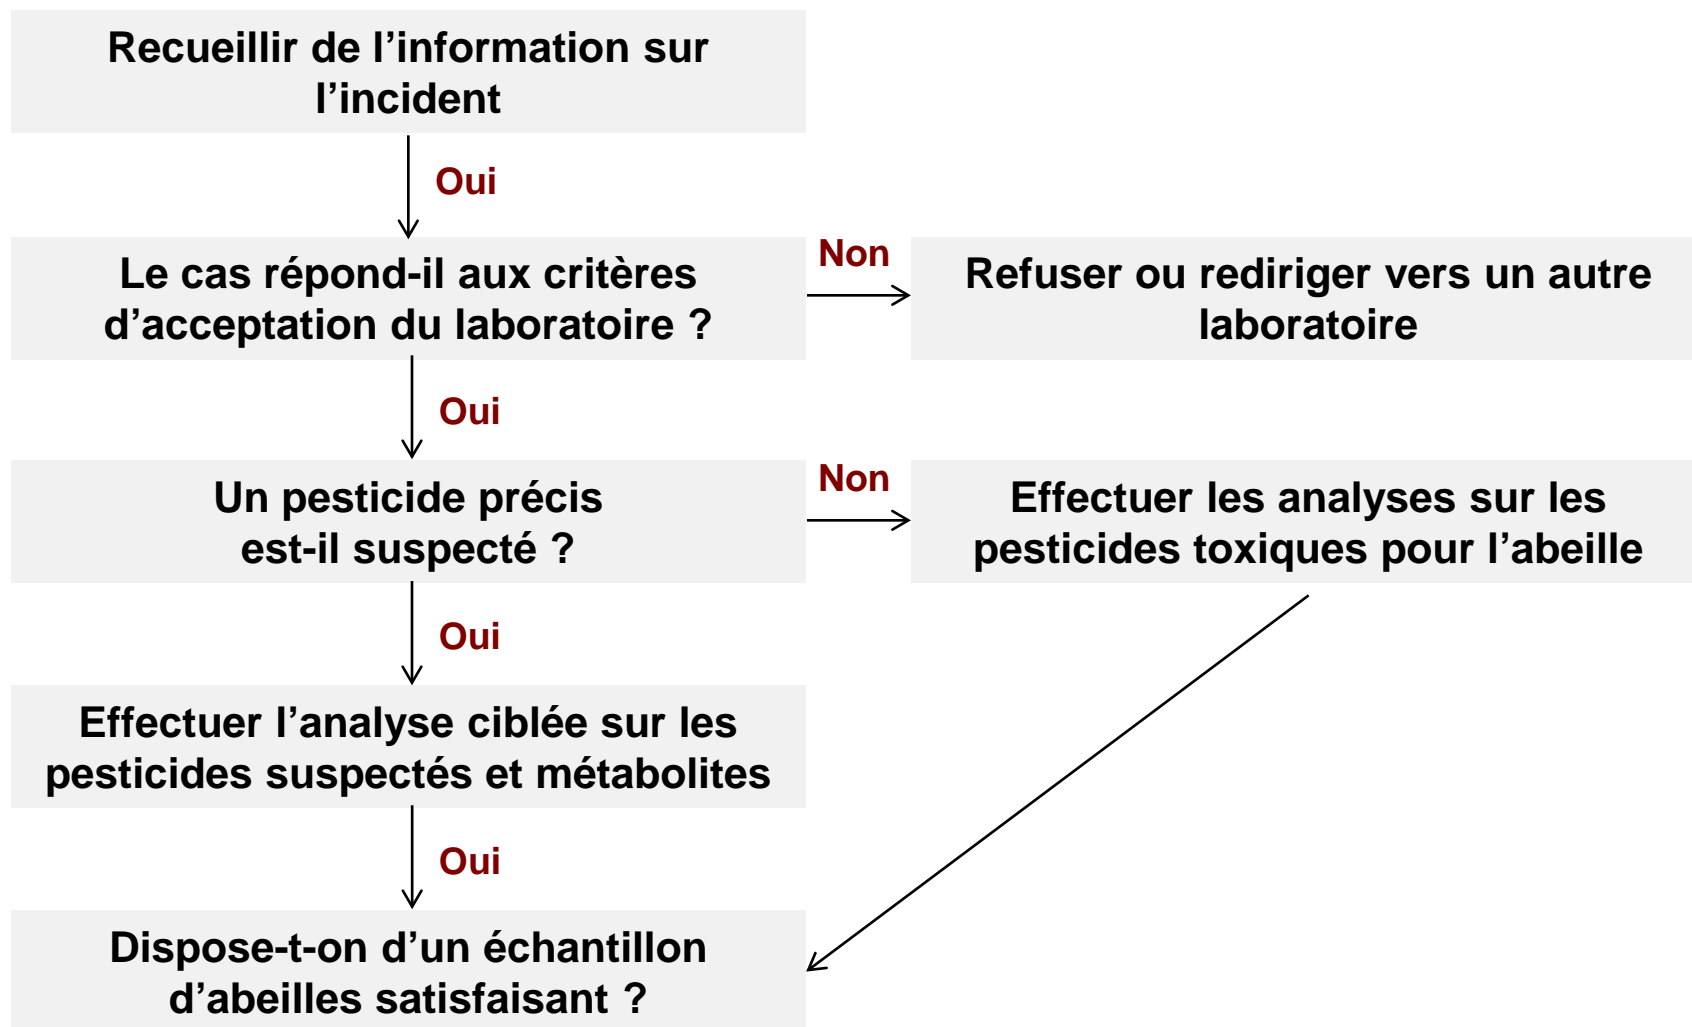 Recueillir de l’information sur
l’incident
Oui
Le cas répond-il aux critères
d’acceptation du laboratoire ?
Non
Refuser ou rediriger vers un autre
laboratoire
Oui
Un pesticide précis
est-il suspecté ?
Non
Effectuer les analyses sur les
pesticides toxiques pour l’abeille
Oui
Effectuer l’analyse ciblée sur les
pesticides suspectés et métabolites
Oui
Dispose-t-on d’un échantillon
d’abeilles satisfaisant ?